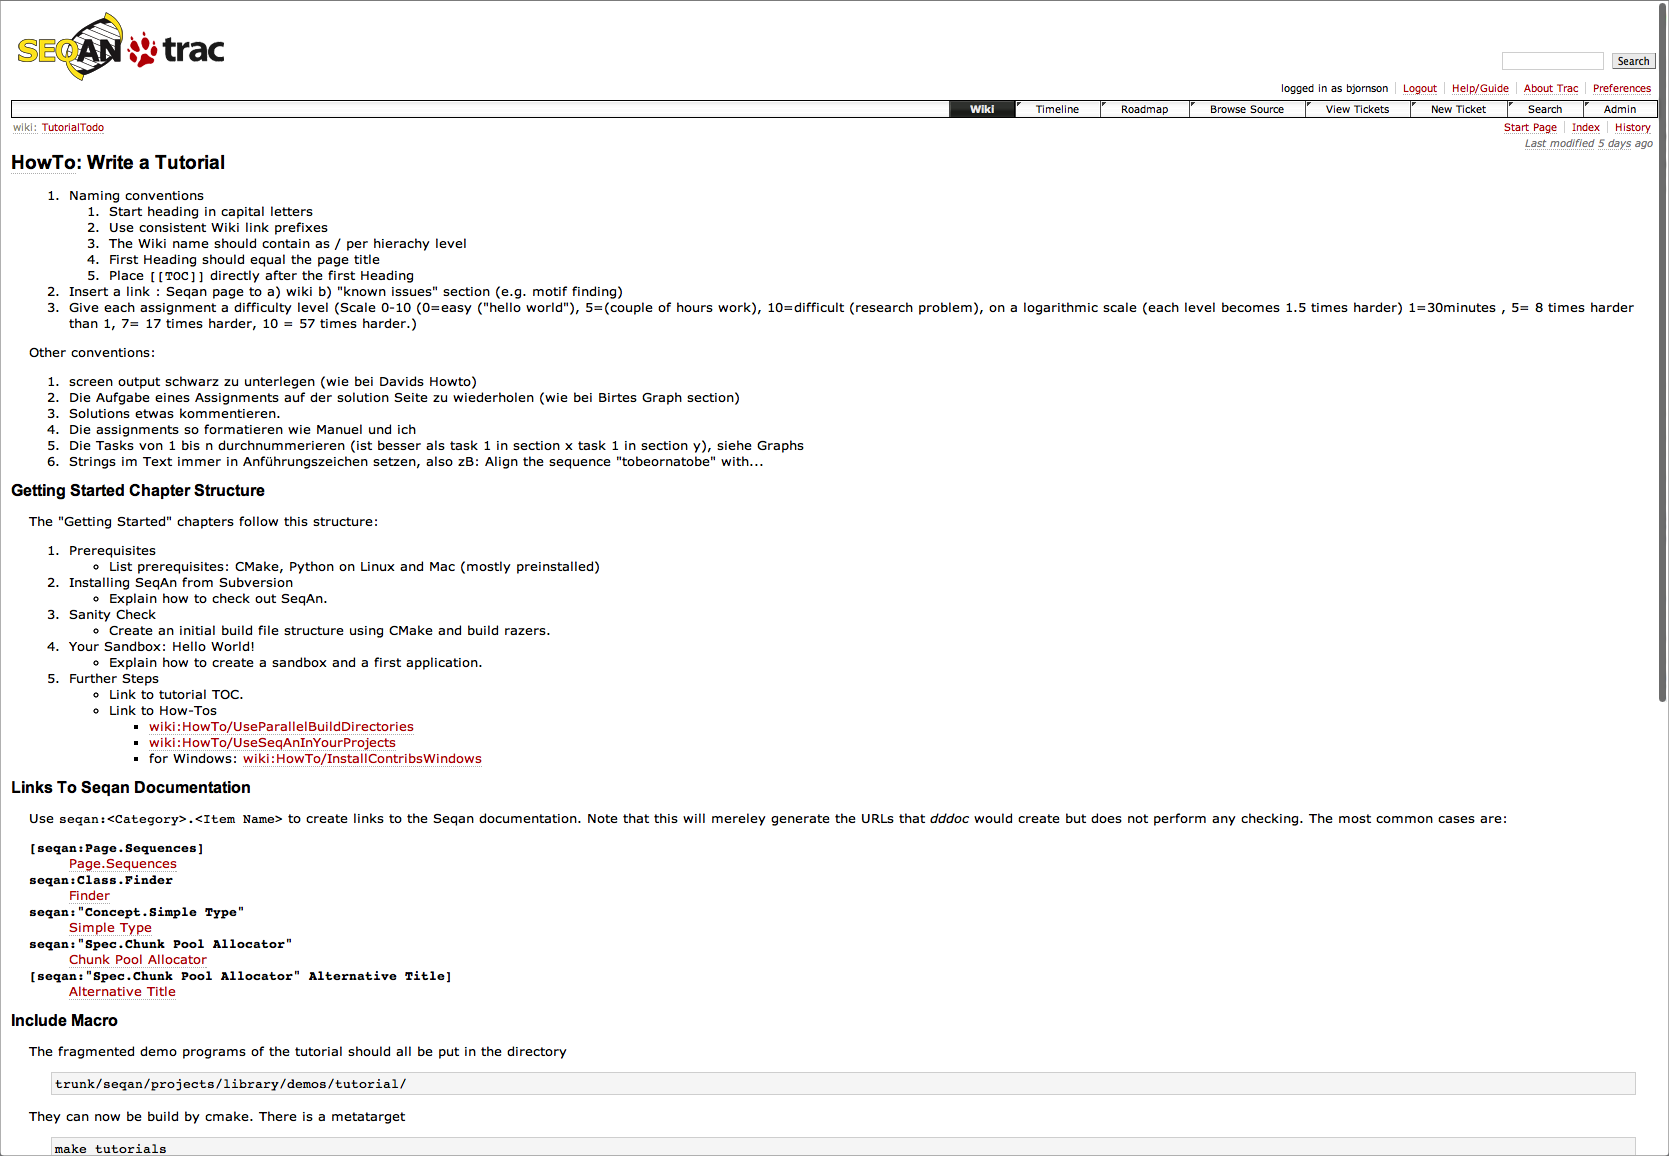 SEQAN trac
Search
logged in as bjornson Logout Help/Guide About Trac Preferences
Wiki Timeline Roadmap Browse Source View Tickets New Ticket Search Admin
wiki: TutorialTodo
Start Page Index History
Last modified 5 days ago
HowTo: Write a Tutorial
1. Naming conventions
1. Start heading in capital letters
2. Use consistent Wiki link prefixes
3. The Wiki name should contain as / per hierachy level
4. First Heading should equal the page title
5. Place [[TOC]] directly after the first Heading
2. Insert a link : Seqan page to a) wiki b) "known issues" section (e.g. motif finding)
3. Give each assignment a difficulty level (Scale 0-10 (0=easy ("hello world"), 5=(couple of hours work), 10=difficult (research problem), on a logarithmic scale (each level becomes 1.5 times harder) 1=30minutes , 5= 8 times harder
than 1, 7= 17 times harder, 10 = 57 times harder.)
Other conventions:
1. screen output schwarz zu unterlegen (wie bei Davids Howto)
2. Die Aufgabe eines Assignments auf der solution Seite zu wiederholen (wie bei Birtes Graph section)
3. Solutions etwas kommentieren.
4. Die assignments so formatieren wie Manuel und ich
5. Die Tasks von 1 bis n durchnummerieren (ist besser als task 1 in section x task 1 in section y), siehe Graphs
6. Strings im Text immer in Anführungszeichen setzen, also zB: Align the sequence "tobeornatobe" with...
Getting Started Chapter Structure
The "Getting Started" chapters follow this structure:
1. Prerequisites
List prerequisites: CMake, Python on Linux and Mac (mostly preinstalled)
2. Installing SeqAn from Subversion
Explain how to check out SeqAn.
3. Sanity Check
Create an initial build file structure using CMake and build razers.
4. Your Sandbox: Hello World!
Explain how to create a sandbox and a first application.
5. Further Steps
Link to tutorial TOC.
Link to How-Tos
wiki:HowTo/UseParallelBuildDirectories
wiki:HowTo/UseSeqAnInYourProjects
for Windows: wiki:HowTo/InstallContribsWindows
Links To Seqan Documentation
Use seqan:<Category>.<Item Name> to create links to the Seqan documentation. Note that this will mereley generate the URLs that dddoc would create but does not perform any checking. The most common cases are:
[seqan:Page.Sequences]
Page.Sequences
seqan:Class.Finder
Finder
seqan:"Concept.Simple Type"
Simple Type
seqan:"Spec.Chunk Pool Allocator"
Chunk Pool Allocator
[seqan:"Spec.Chunk Pool Allocator" Alternative Title]
Alternative Title
Include Macro
The fragmented demo programs of the tutorial should all be put in the directory
trunk/seqan/projects/library/demos/tutorial/
They can now be build by cmake. There is a metatarget
make tutorials